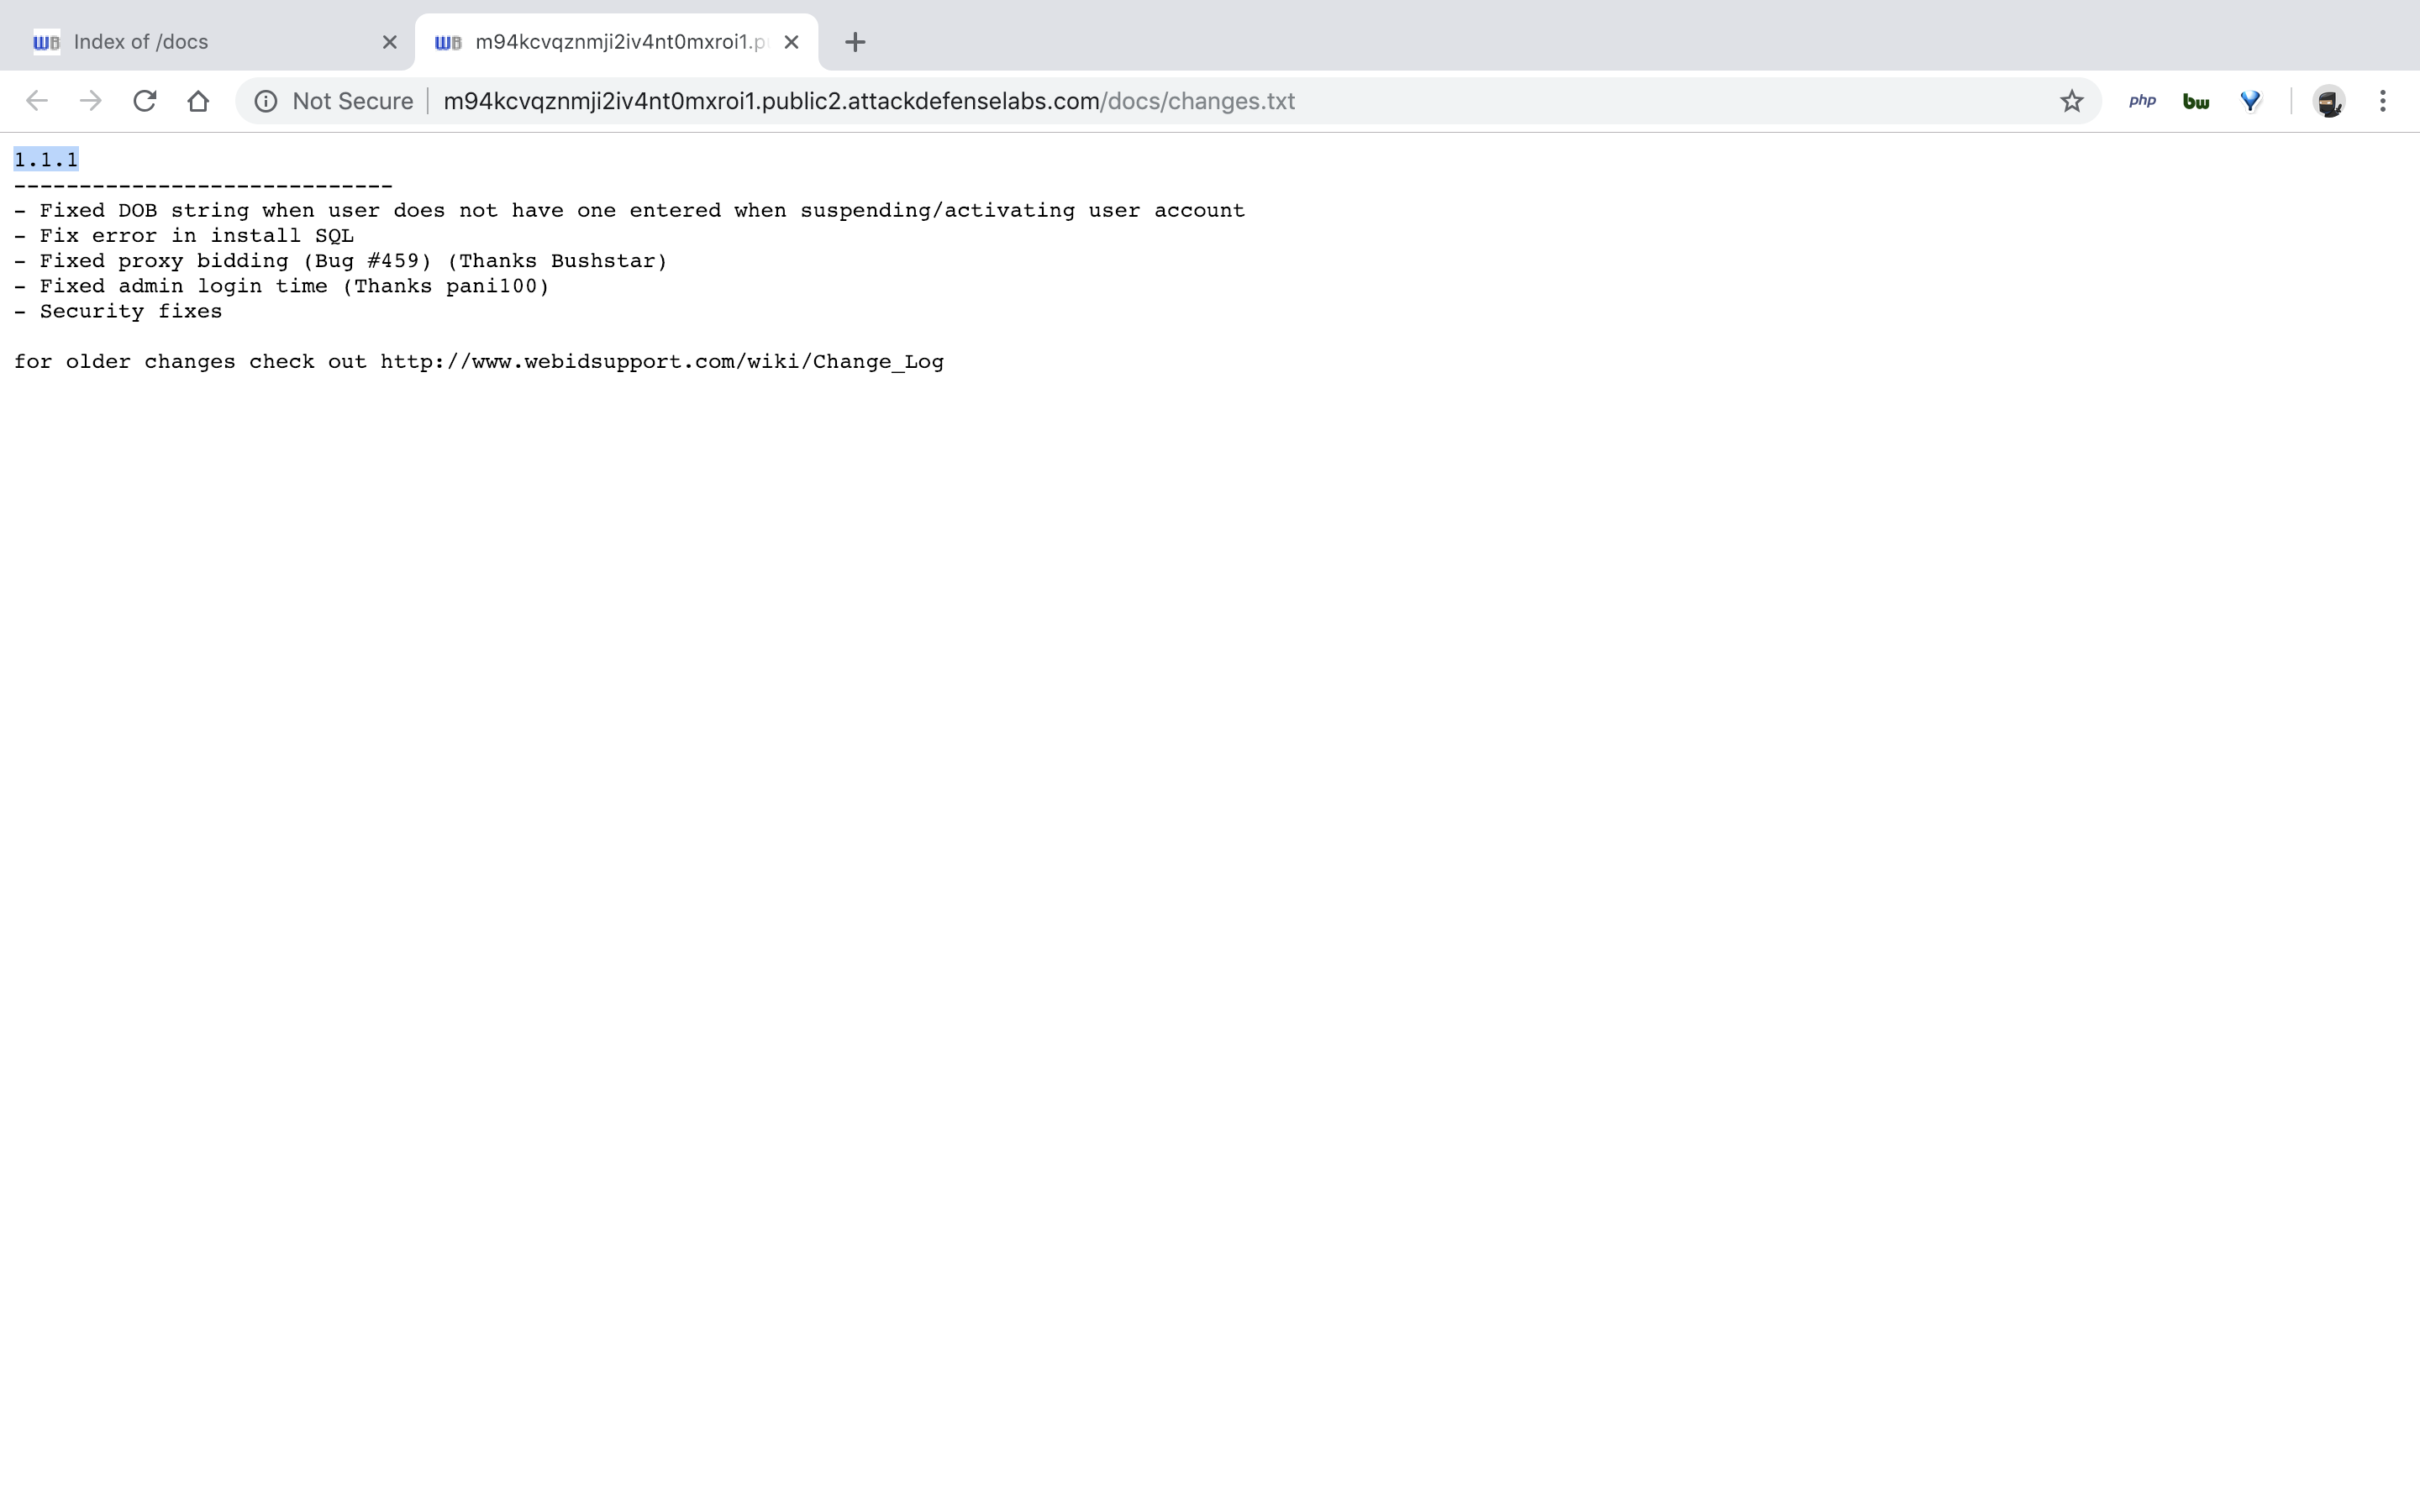 Index of /docs
m94kcvqznmji2iv4nt0mxroi1.p
Not Secure m94kcvqznmji2iv4nt0mxroi1.public2.attackdefenselabs.com/docs/changes.txt php bw
1.1.1
-----------------------------
- Fixed DOB string when user does not have one entered when suspending/activating user account
- Fix error in install SQL
- Fixed proxy bidding (Bug #459) (Thanks Bushstar)
- Fixed admin login time (Thanks pani100)
- Security fixes
for older changes check out http://www.webidsupport.com/wiki/Change_Log